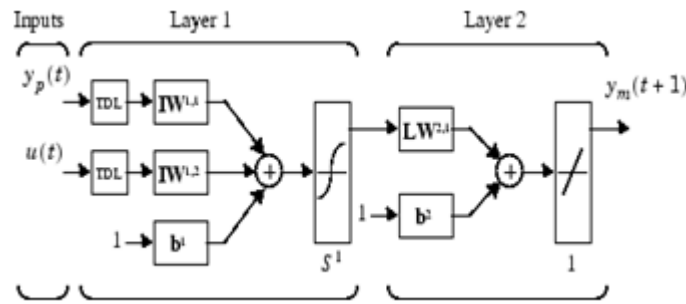 Inputs Layer 1 Layer 2
y_p(t)
TDL IW^{1,1}
y_m(t+1)
LW^{2,1}
u(t)
TDL IW^{1,2}
1 b^1
1 b^2
S^1
1